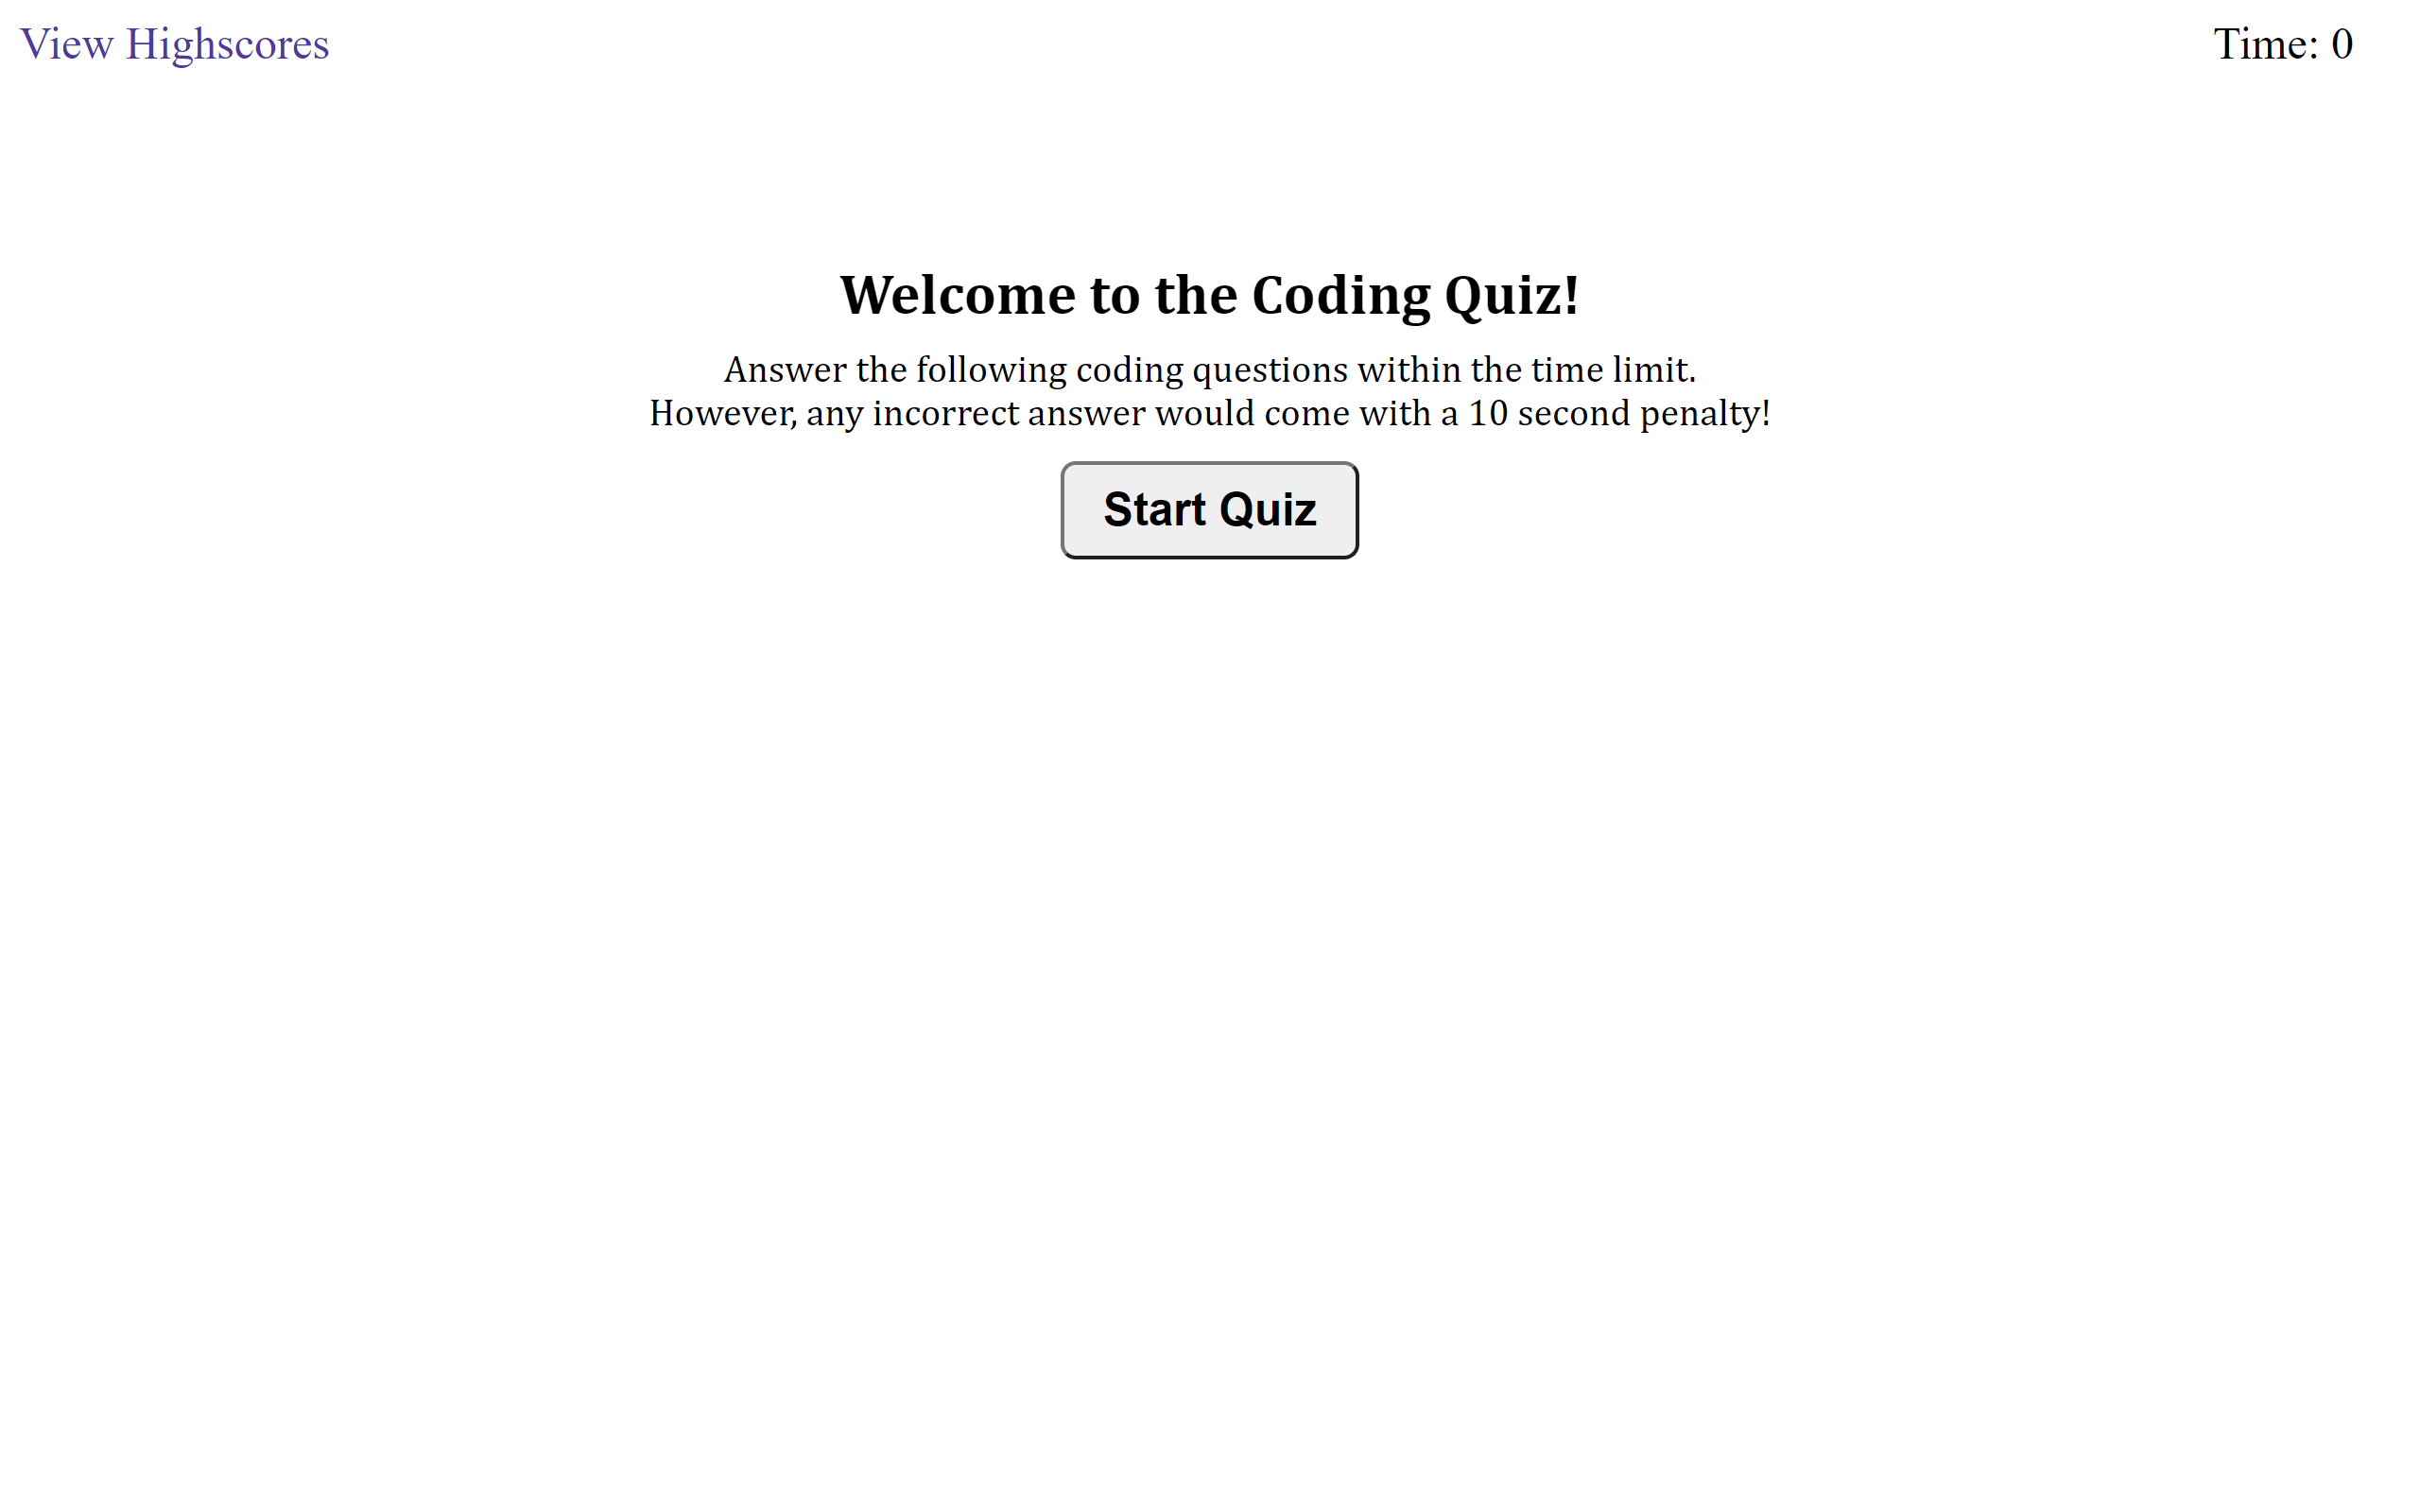 View Highscores
Time: 0
Welcome to the Coding Quiz!
Answer the following coding questions within the time limit.
However, any incorrect answer would come with a 10 second penalty!
Start Quiz